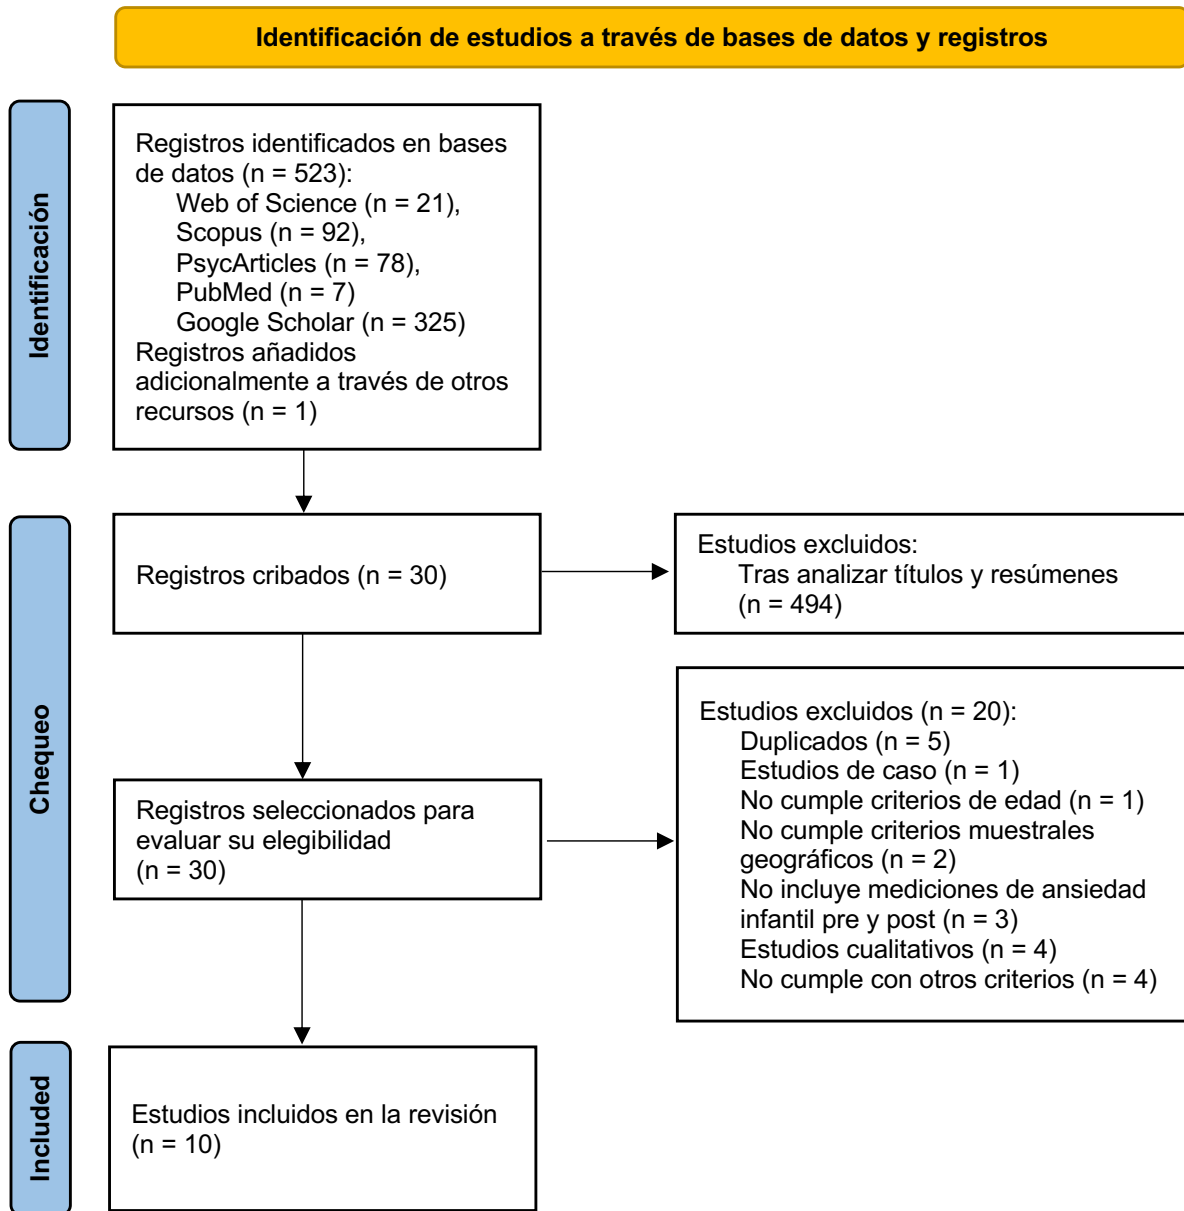 Identificación de estudios a través de bases de datos y registros
Identificación
Registros identificados en bases
de datos (n = 523):
Web of Science (n = 21),
Scopus (n = 92),
PsycArticles (n = 78),
PubMed (n = 7)
Google Scholar (n = 325)
Registros añadidos
adicionalmente a través de otros
recursos (n = 1)
Chequeo
Registros cribados (n = 30)
Estudios excluidos:
Tras analizar títulos y resúmenes
(n = 494)
Registros seleccionados para
evaluar su elegibilidad
(n = 30)
Estudios excluidos (n = 20):
Duplicados (n = 5)
Estudios de caso (n = 1)
No cumple criterios de edad (n = 1)
No cumple criterios muestrales
geográficos (n = 2)
No incluye mediciones de ansiedad
infantil pre y post (n = 3)
Estudios cualitativos (n = 4)
No cumple con otros criterios (n = 4)
Included
Estudios incluidos en la revisión
(n = 10)